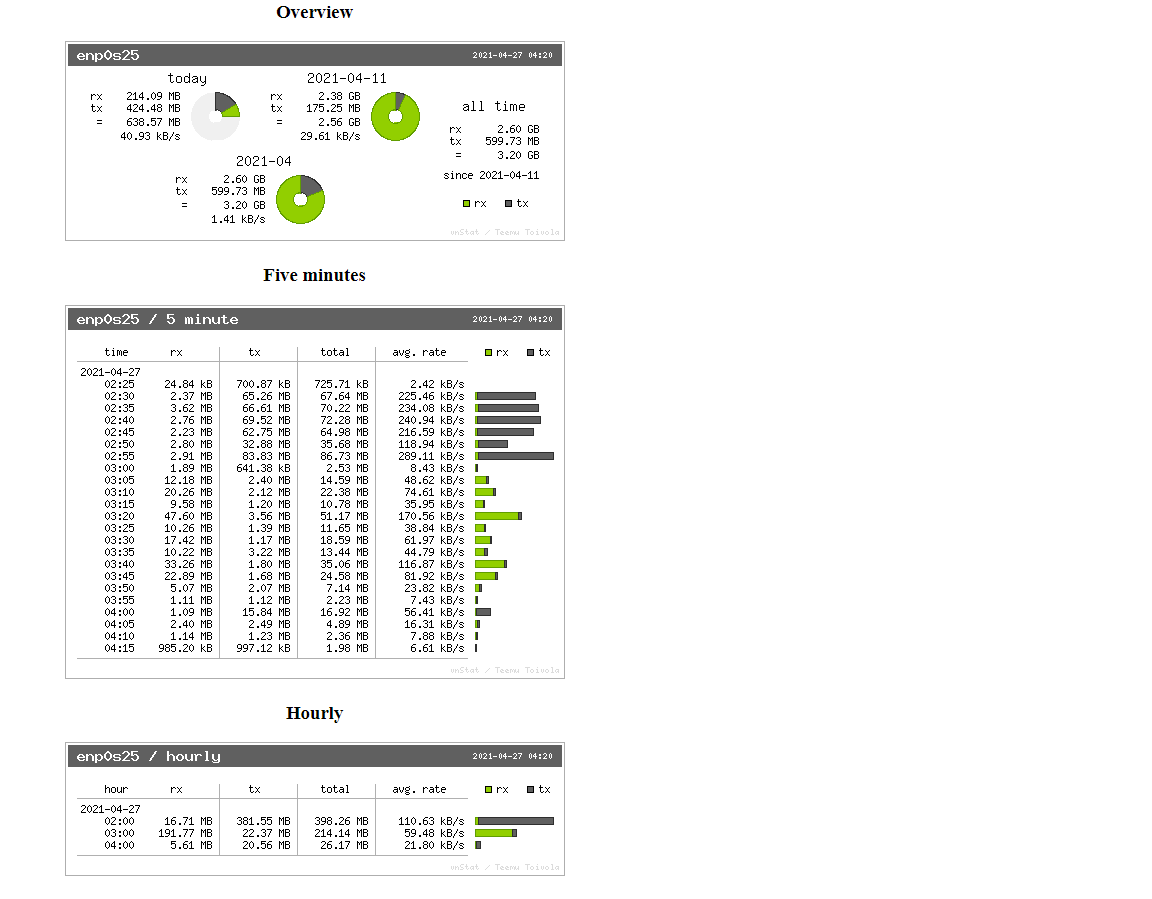 Overview
enp0s25 2021-04-27 04:20
today
rx 214.09 MB
tx 424.48 MB
= 638.57 MB
40.93 kB/s
2021-04-11
rx 2.38 GB
tx 175.25 MB
= 2.56 GB
29.61 kB/s
2021-04
rx 2.60 GB
tx 599.73 MB
= 3.20 GB
1.41 kB/s
all time
rx 2.60 GB
tx 599.73 MB
= 3.20 GB
since 2021-04-11
rx tx
vnStat / Teemu Toivola
Five minutes
enp0s25 / 5 minute 2021-04-27 04:20
time rx tx total avg. rate rx tx
2021-04-27
02:25 24.84 kB 700.87 kB 725.71 kB 2.42 kB/s
02:30 2.37 MB 65.26 MB 67.64 MB 225.46 kB/s
02:35 3.62 MB 66.61 MB 70.22 MB 234.08 kB/s
02:40 2.76 MB 69.52 MB 72.28 MB 240.94 kB/s
02:45 2.23 MB 62.75 MB 64.98 MB 216.59 kB/s
02:50 2.80 MB 32.88 MB 35.68 MB 118.94 kB/s
02:55 2.91 MB 83.83 MB 86.73 MB 289.11 kB/s
03:00 1.89 MB 641.38 kB 2.53 MB 8.43 kB/s
03:05 12.18 MB 2.40 MB 14.59 MB 48.62 kB/s
03:10 20.26 MB 2.12 MB 22.38 MB 74.61 kB/s
03:15 9.58 MB 1.20 MB 10.78 MB 35.95 kB/s
03:20 47.60 MB 3.56 MB 51.17 MB 170.56 kB/s
03:25 10.26 MB 1.39 MB 11.65 MB 38.84 kB/s
03:30 17.42 MB 1.17 MB 18.59 MB 61.97 kB/s
03:35 10.22 MB 3.22 MB 13.44 MB 44.79 kB/s
03:40 33.26 MB 1.80 MB 35.06 MB 116.87 kB/s
03:45 22.89 MB 1.68 MB 24.58 MB 81.92 kB/s
03:50 5.07 MB 2.07 MB 7.14 MB 23.82 kB/s
03:55 1.11 MB 1.12 MB 2.23 MB 7.43 kB/s
04:00 1.09 MB 15.84 MB 16.92 MB 56.41 kB/s
04:05 2.40 MB 2.49 MB 4.89 MB 16.31 kB/s
04:10 1.14 MB 1.23 MB 2.36 MB 7.88 kB/s
04:15 985.20 kB 997.12 kB 1.98 MB 6.61 kB/s
vnStat / Teemu Toivola
Hourly
enp0s25 / hourly 2021-04-27 04:20
hour rx tx total avg. rate rx tx
2021-04-27
02:00 16.71 MB 381.55 MB 398.26 MB 110.63 kB/s
03:00 191.77 MB 22.37 MB 214.14 MB 59.48 kB/s
04:00 5.61 MB 20.56 MB 26.17 MB 21.80 kB/s
vnStat / Teemu Toivola